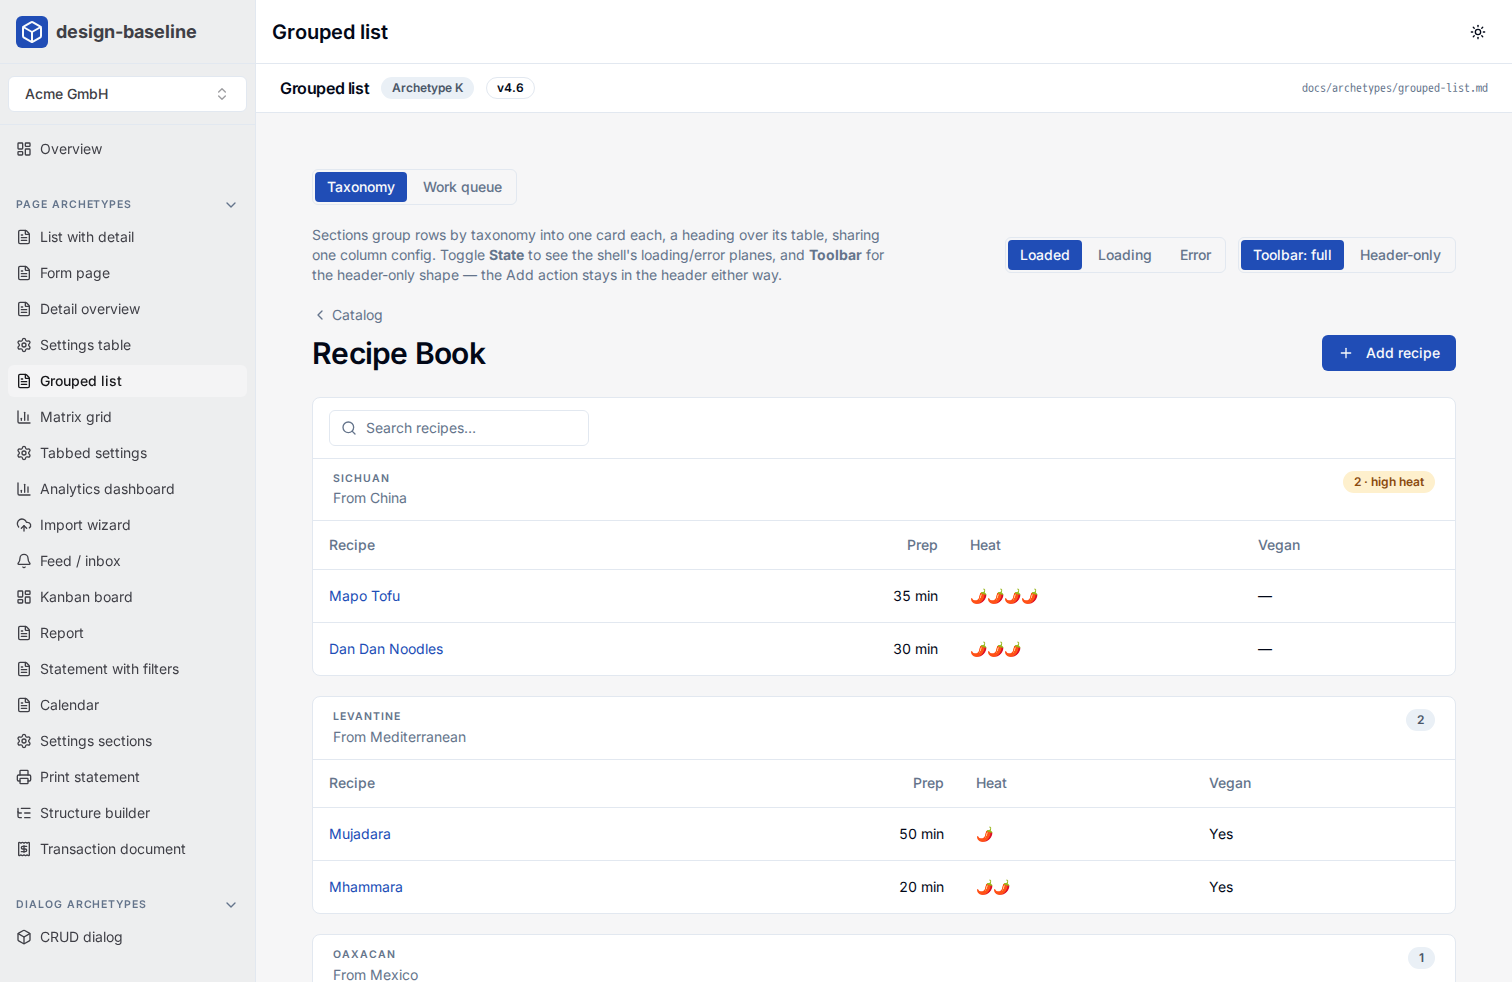 design-baseline
Acme GmbH
Overview
PAGE ARCHETYPES
List with detail
Form page
Detail overview
Settings table
Grouped list
Matrix grid
Tabbed settings
Analytics dashboard
Import wizard
Feed / inbox
Kanban board
Report
Statement with filters
Calendar
Settings sections
Print statement
Structure builder
Transaction document
DIALOG ARCHETYPES
CRUD dialog
Grouped list
Grouped list Archetype K v4.6 docs/archetypes/grouped-list.md
Taxonomy Work queue
Sections group rows by taxonomy into one card each, a heading over its table, sharing
one column config. Toggle State to see the shell's loading/error planes, and Toolbar for
the header-only shape — the Add action stays in the header either way.
Loaded Loading Error Toolbar: full Header-only
Catalog
Recipe Book Add recipe
Search recipes...
SICHUAN
From China
2 · high heat
Recipe Prep Heat Vegan
Mapo Tofu 35 min —
Dan Dan Noodles 30 min —
LEVANTINE
From Mediterranean
2
Recipe Prep Heat Vegan
Mujadara 50 min Yes
Mhammara 20 min Yes
OAXACAN
From Mexico
1